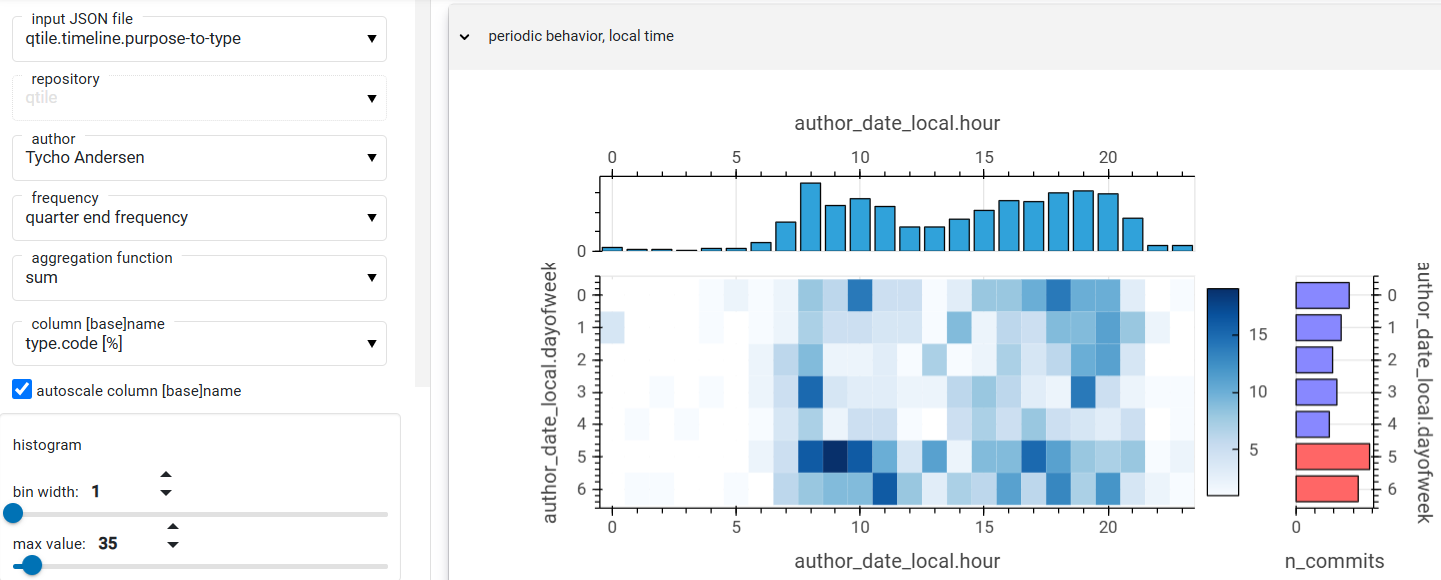 input JSON file
qtile.timeline.purpose-to-type
repository
qtile
author
Tycho Andersen
frequency
quarter end frequency
aggregation function
sum
column [base]name
type.code [%]
autoscale column [base]name
histogram
bin width: 1
max value: 35
periodic behavior, local time
author_date_local.hour
0 5 10 15 20
0
author_date_local.dayofweek
0
1
2
3
4
5
6
0 5 10 15 20
author_date_local.hour
15
10
5
0
1
2
3
4
5
6
author_date_local.dayofweek
0
n_commits